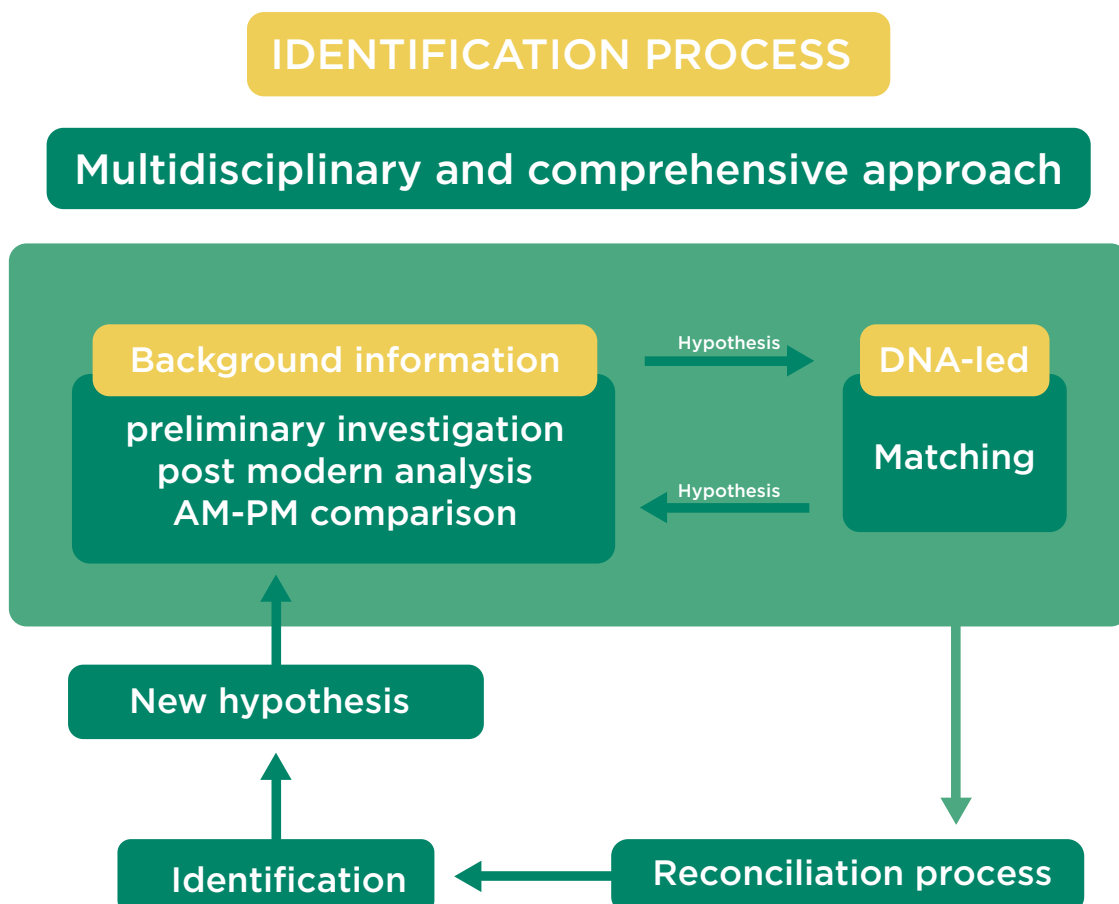 IDENTIFICATION PROCESS
Multidisciplinary and comprehensive approach
Background information
preliminary investigation
post modern analysis
AM-PM comparison
Hypothesis
Hypothesis
DNA-led
Matching
New hypothesis
Identification
Reconciliation process